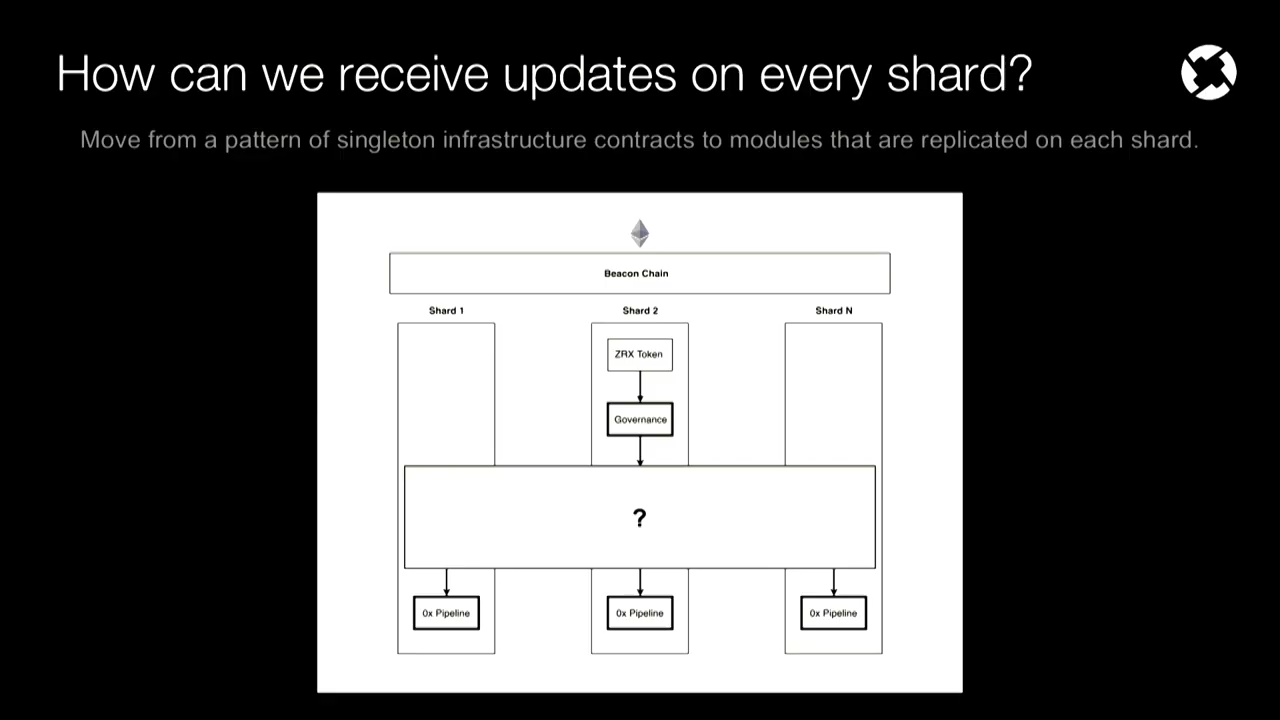 How can we receive updates on every shard?
Move from a pattern of singleton infrastructure contracts to modules that are replicated on each shard.
Beacon Chain
Shard 1
Shard 2
Shard N
ZRX Token
Governance
?
0x Pipeline
0x Pipeline
0x Pipeline